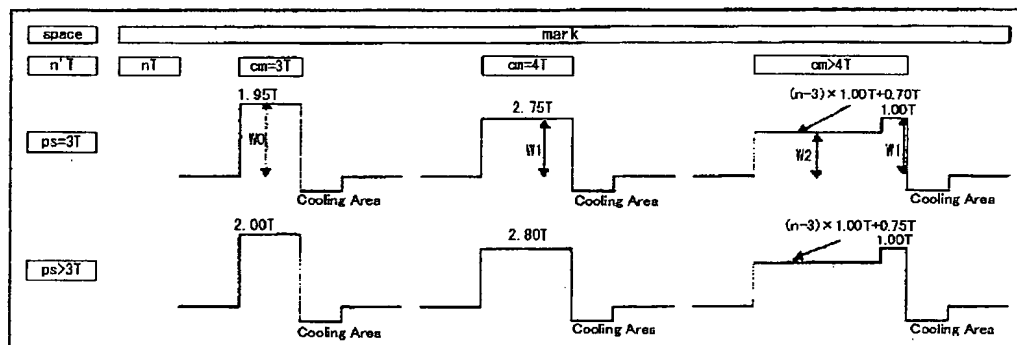 space mark
n'T nT cm=3T cm=4T cm>4T
(n-3)×1.00T+0.70T
1.95T 2.75T 1.00T
ps=3T W0 W1 W2 W1
Cooling Area Cooling Area Cooling Area
(n-3)×1.00T+0.75T
2.00T 2.80T 1.00T
ps>3T
Cooling Area Cooling Area Cooling Area